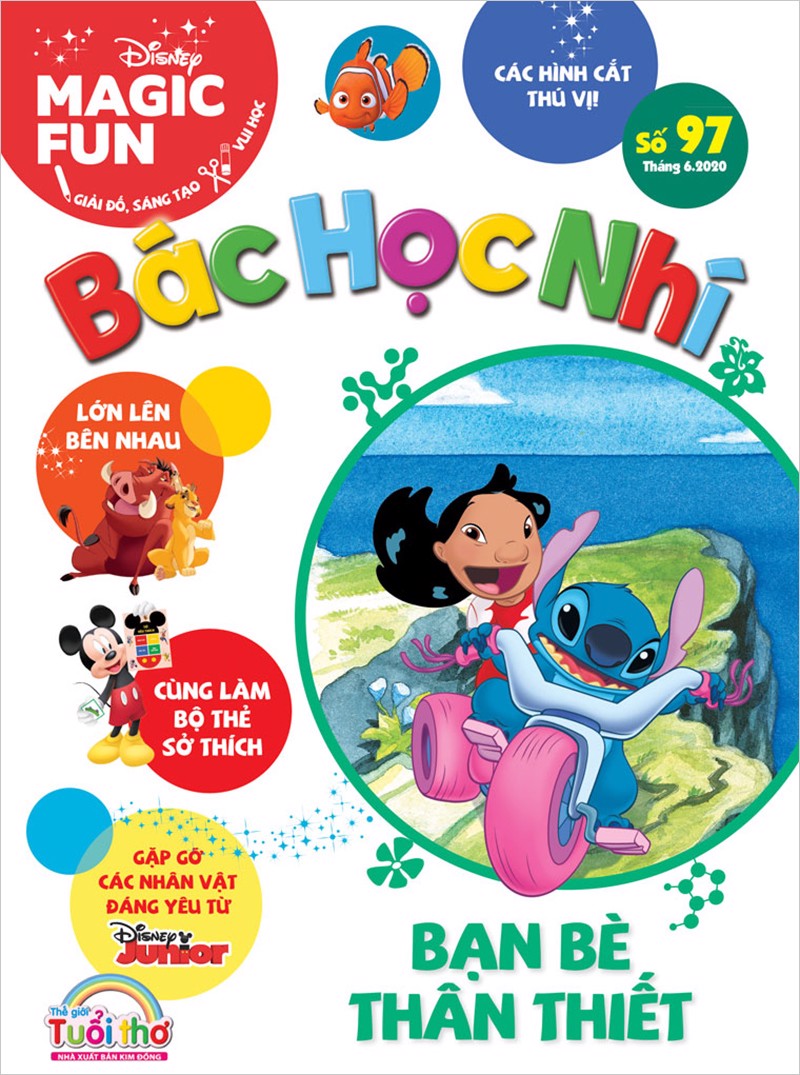 Disney
MAGIC
FUN
GIẢI ĐỐ, SÁNG TẠO
VUI HỌC
CÁC HÌNH CẮT
THÚ VỊ!
Số 97
Tháng 6.2020
Bác Học Nhí
LỚN LÊN
BÊN NHAU
CÙNG LÀM
BỘ THẺ
SỞ THÍCH
GẶP GỠ
CÁC NHÂN VẬT
ĐÁNG YÊU TỪ
Disney
Junior
Thế giới
Tuổi thơ
NHÀ XUẤT BẢN KIM ĐỒNG
BẠN BÈ
THÂN THIẾT